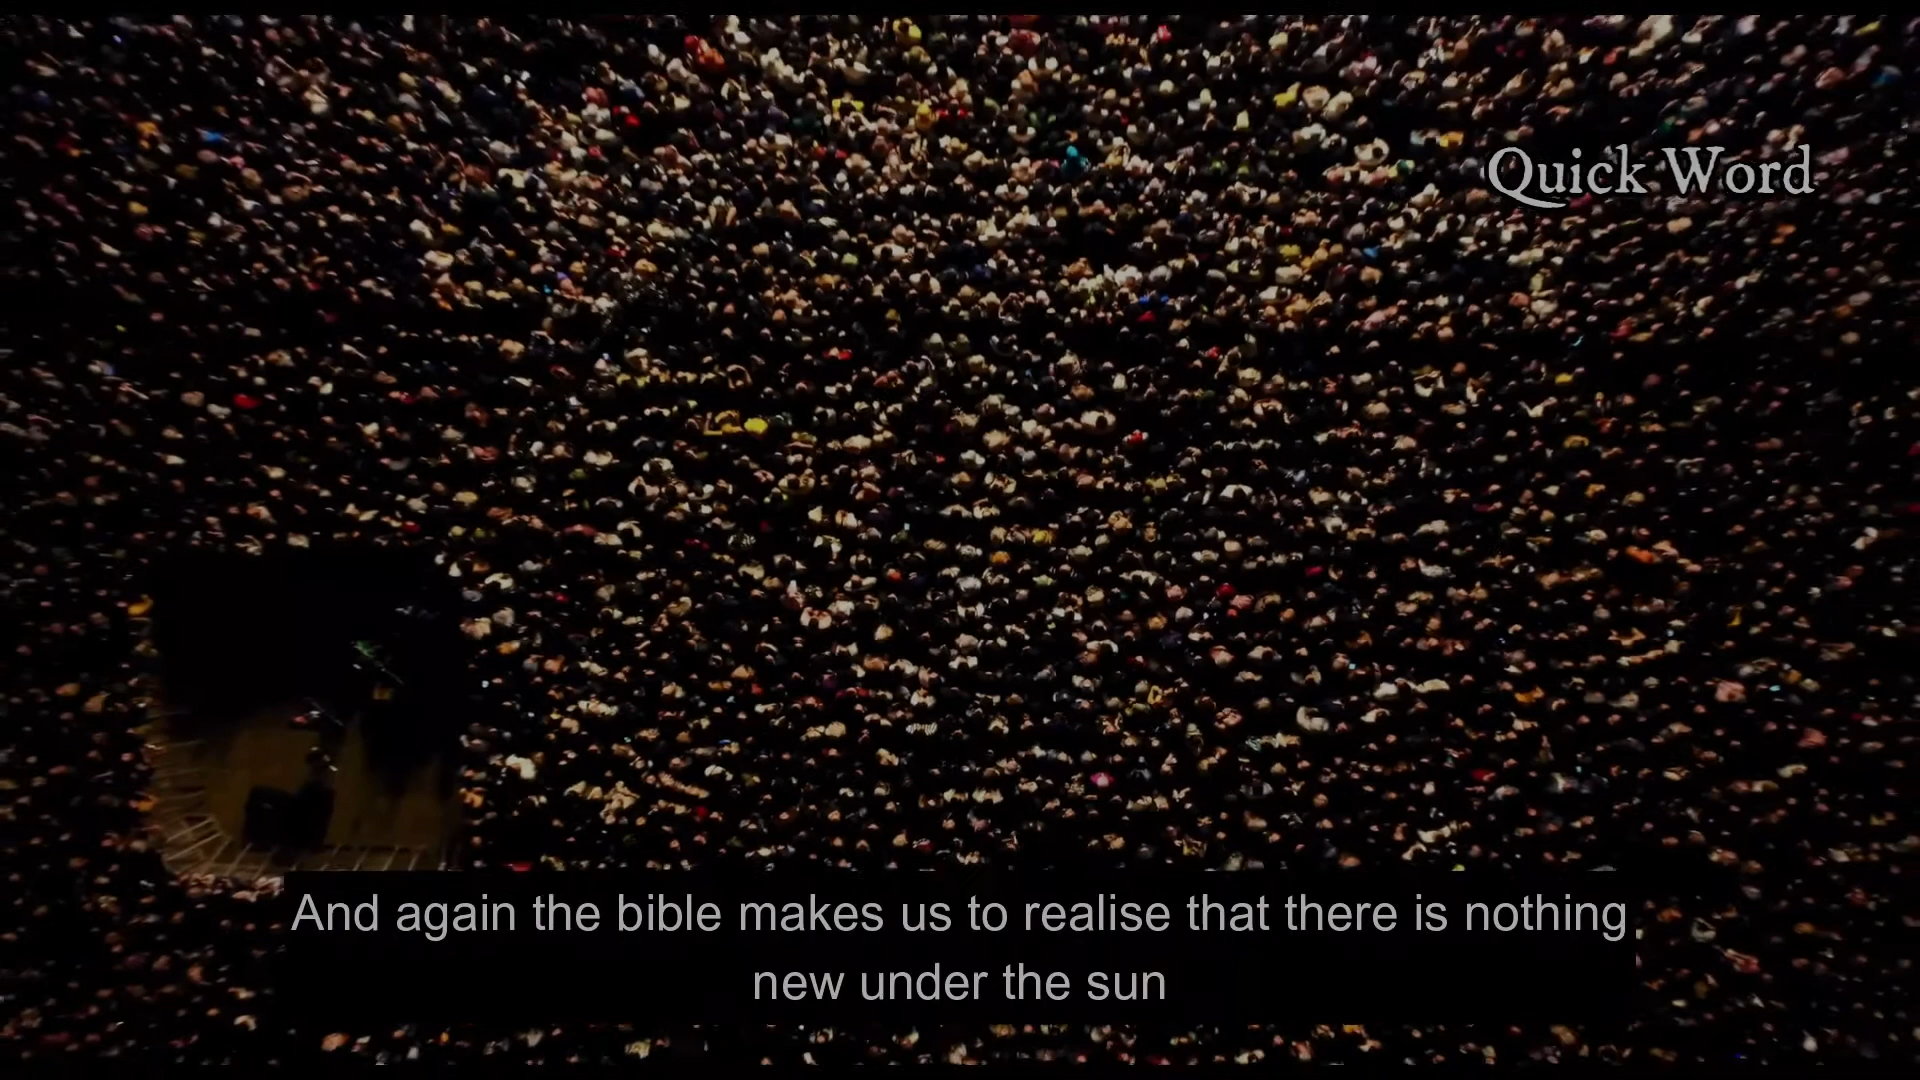 Quick Word
And again the bible makes us to realise that there is nothing
new under the sun